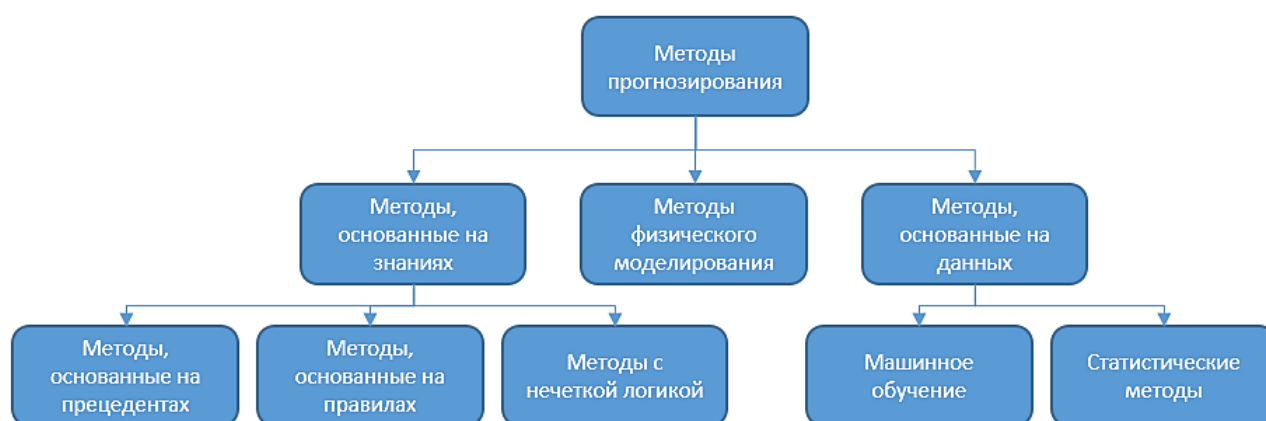 Методы
прогнозирования
Методы,
основанные на
знаниях
Методы
физического
моделирования
Методы,
основанные на
данных
Методы,
основанные на
прецедентах
Методы,
основанные на
правилах
Методы с
нечеткой логикой
Машинное
обучение
Статистические
методы